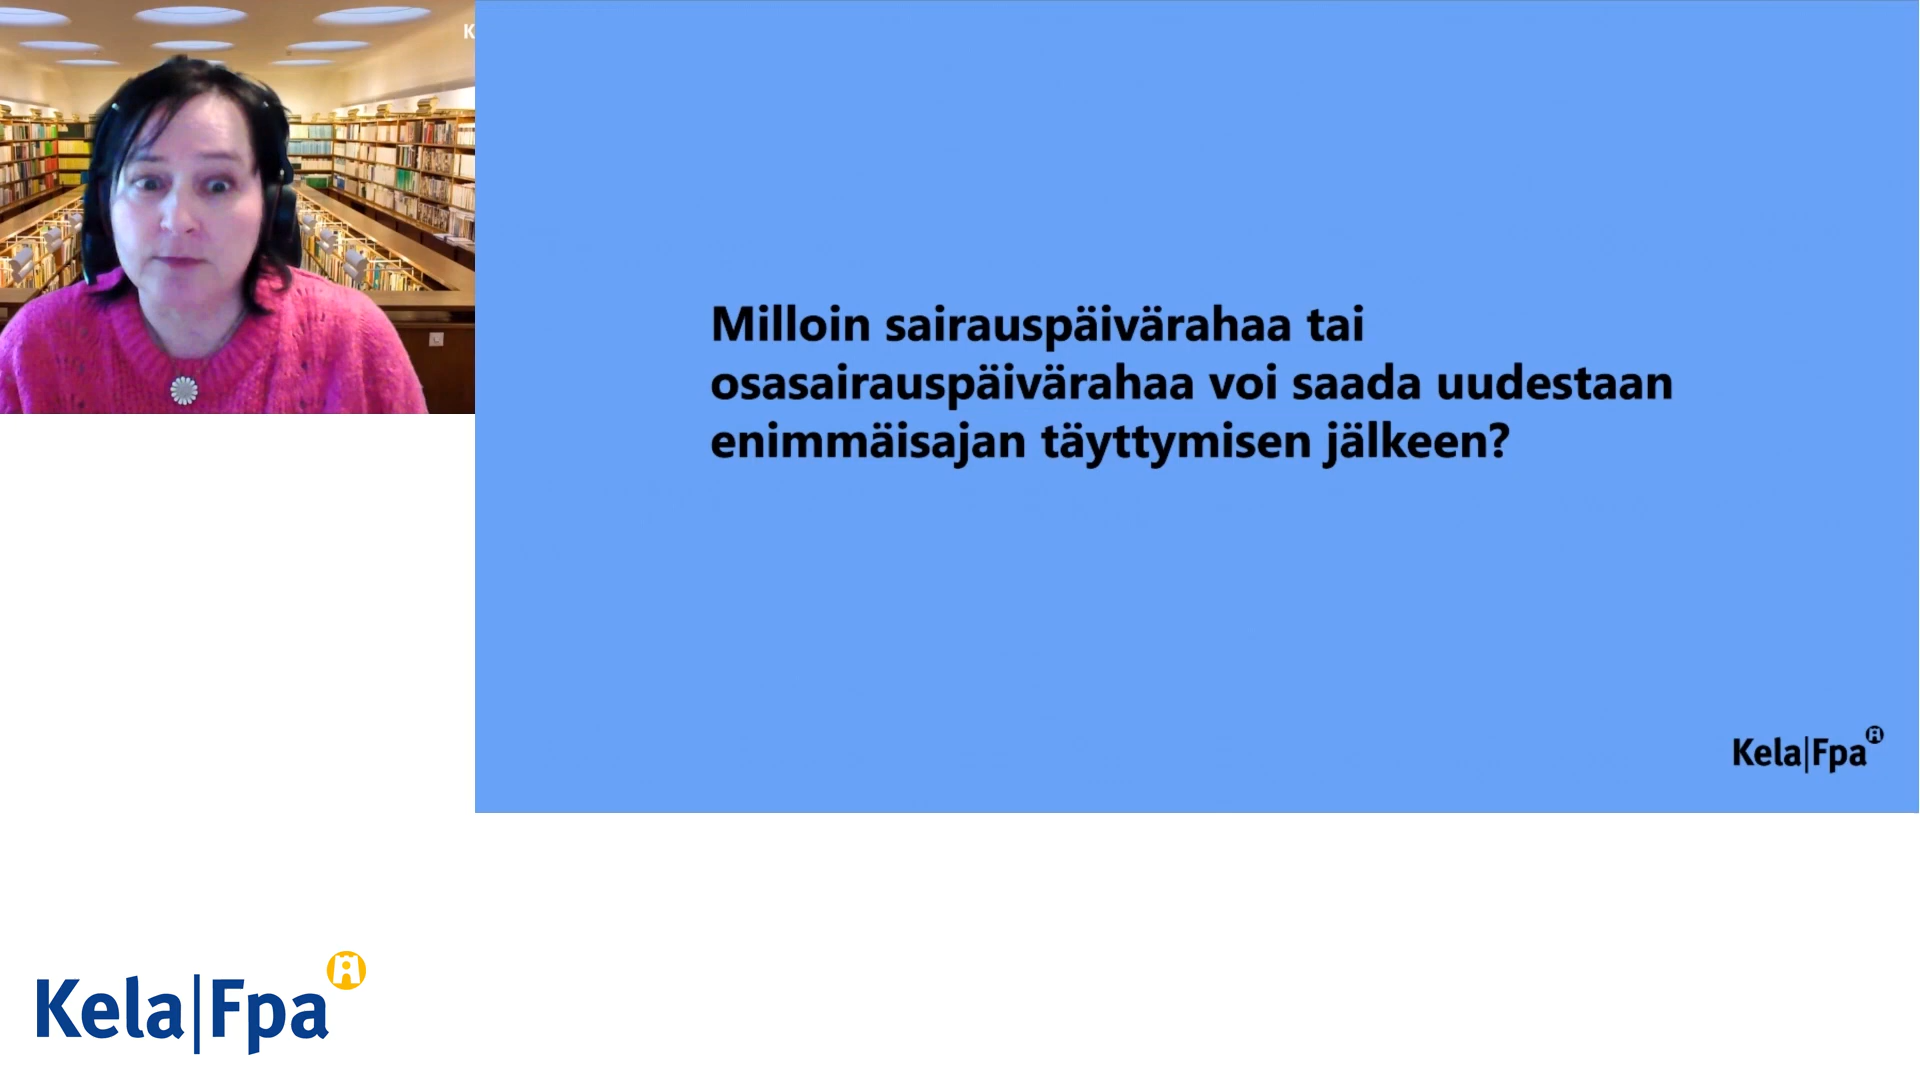 K
Milloin sairauspäivärahaa tai
osasairauspäivärahaa voi saada uudestaan
enimmäisajan täyttymisen jälkeen?
Kela|Fpa
Kela|Fpa